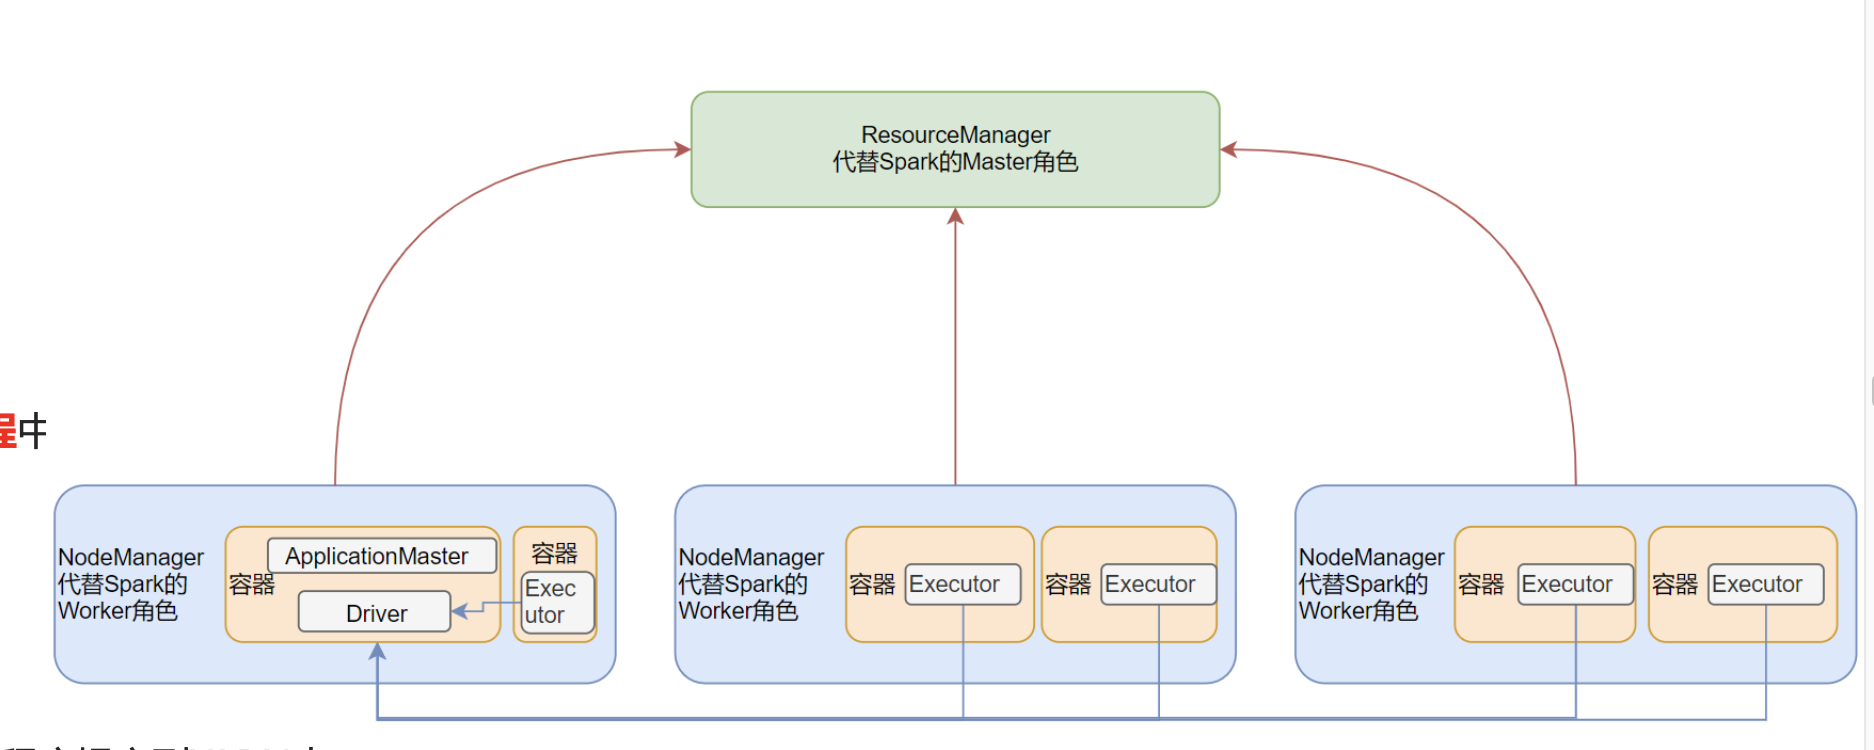 ResourceManager
代替Spark的Master角色
程中
NodeManager
代替Spark的
Worker角色
容器
ApplicationMaster
Driver
容器
Exec
utor
NodeManager
代替Spark的
Worker角色
容器
Executor
容器
Executor
NodeManager
代替Spark的
Worker角色
容器
Executor
容器
Executor